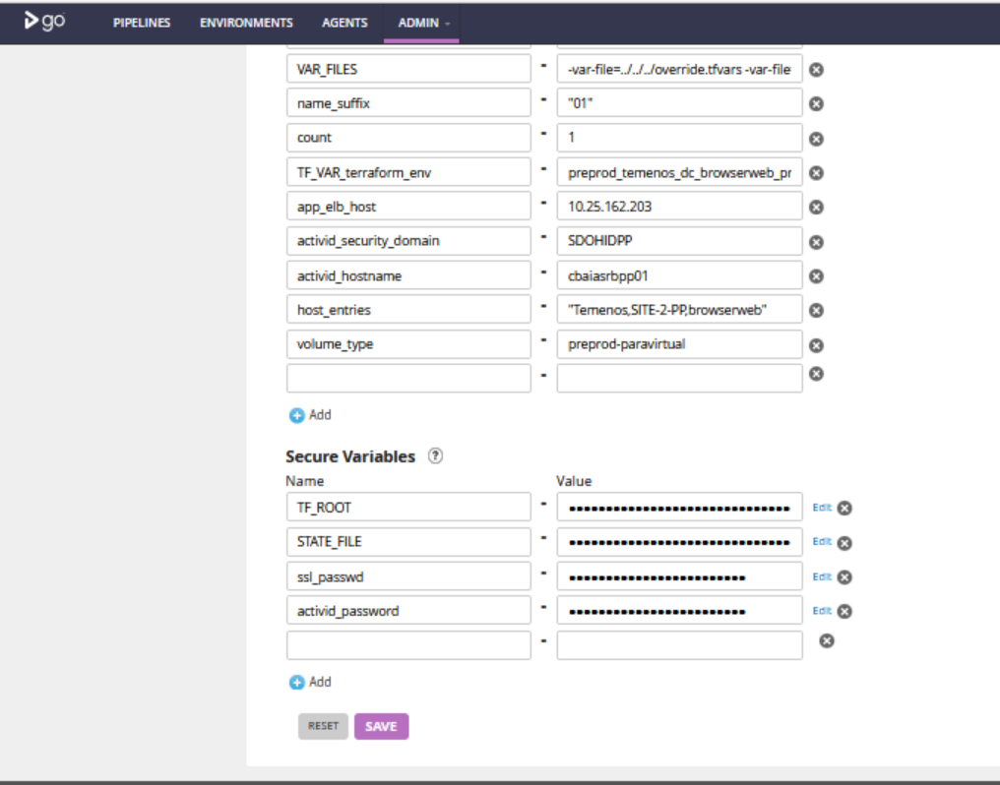 go PIPELINES ENVIRONMENTS AGENTS ADMIN
VAR_FILES - -var-file=../../../override.tfvars -var-file
name_suffix - "01"
count - 1
TF_VAR_terraform_env - preprod_temenos_dc_browserweb_pr
app_elb_host - 10.25.162.203
activid_security_domain - SDOHIDPP
activid_hostname - cbaiasrbpp01
host_entries - "Temenos,SITE-2-PP,browserweb"
volume_type - preprod-paravirtual
-
Add
Secure Variables ?
Name Value
TF_ROOT - •••••••••••••••••••••••••••••• Edit
STATE_FILE - •••••••••••••••••••••••••••••• Edit
ssl_passwd - •••••••••••••••••••••••• Edit
activid_password - •••••••••••••••••••••••• Edit
-
Add
RESET SAVE